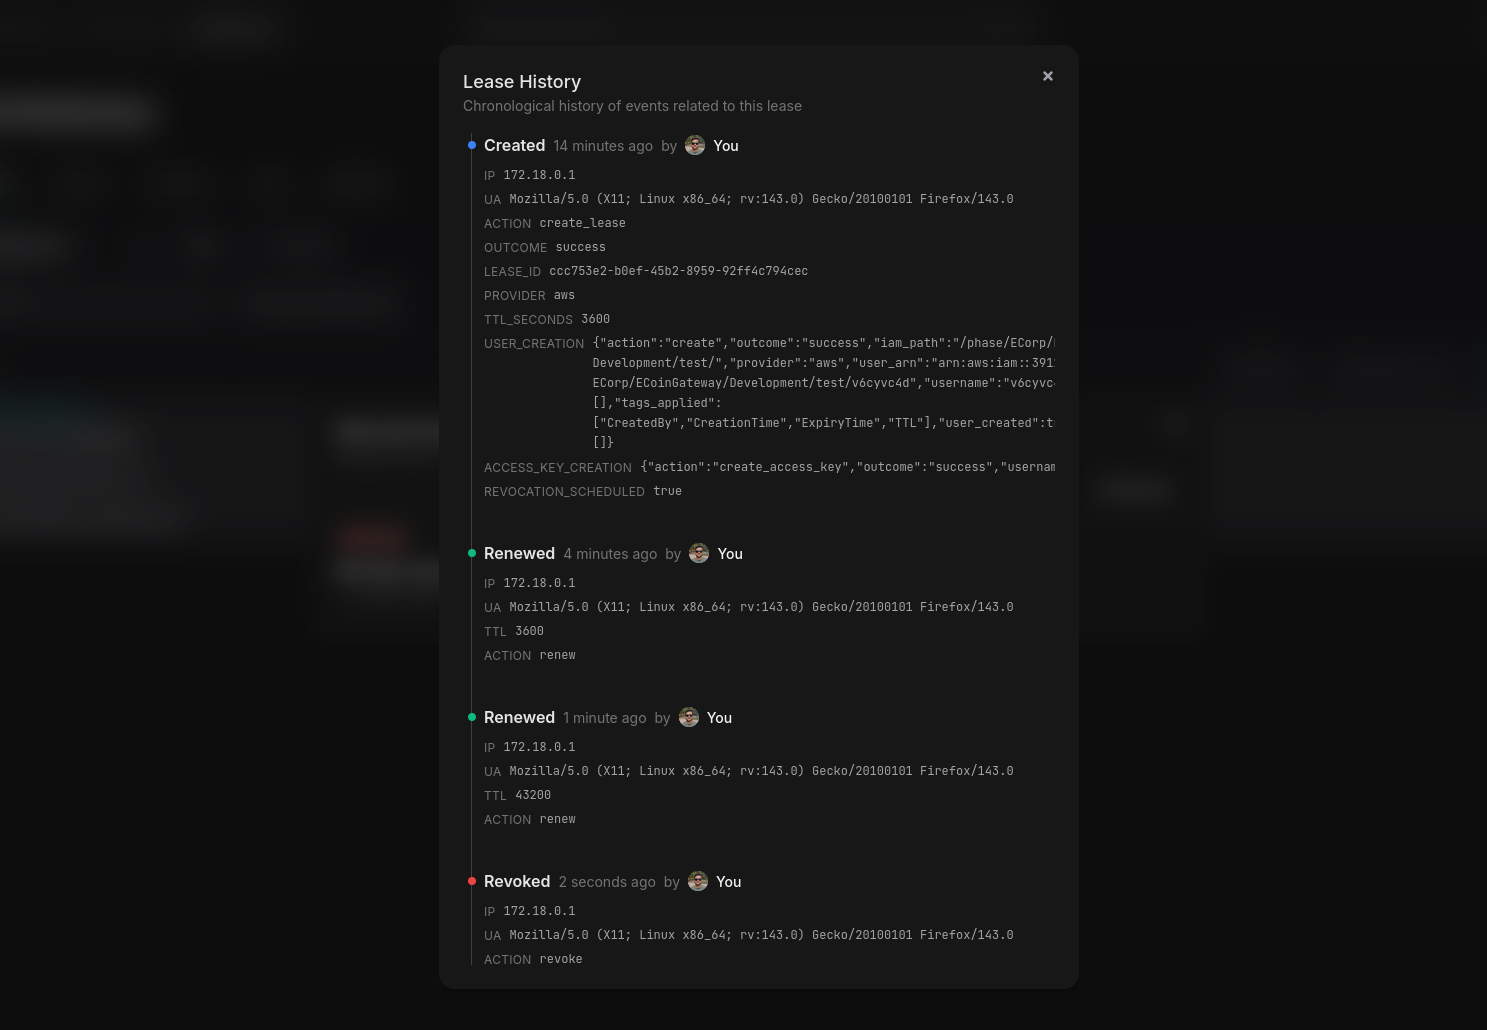 Lease History
Chronological history of events related to this lease
Created 14 minutes ago by You
IP 172.18.0.1
UA Mozilla/5.0 (X11; Linux x86_64; rv:143.0) Gecko/20100101 Firefox/143.0
ACTION create_lease
OUTCOME success
LEASE_ID ccc753e2-b0ef-45b2-8959-92ff4c794cec
PROVIDER aws
TTL_SECONDS 3600
USER_CREATION {"action":"create","outcome":"success","iam_path":"/phase/ECorp/
Development/test/","provider":"aws","user_arn":"arn:aws:iam::391
ECorp/ECoinGateway/Development/test/v6cyvc4d","username":"v6cyvc
[],"tags_applied":
["CreatedBy","CreationTime","ExpiryTime","TTL"],"user_created":t
[]}
ACCESS_KEY_CREATION {"action":"create_access_key","outcome":"success","usernam
REVOCATION_SCHEDULED true
Renewed 4 minutes ago by You
IP 172.18.0.1
UA Mozilla/5.0 (X11; Linux x86_64; rv:143.0) Gecko/20100101 Firefox/143.0
TTL 3600
ACTION renew
Renewed 1 minute ago by You
IP 172.18.0.1
UA Mozilla/5.0 (X11; Linux x86_64; rv:143.0) Gecko/20100101 Firefox/143.0
TTL 43200
ACTION renew
Revoked 2 seconds ago by You
IP 172.18.0.1
UA Mozilla/5.0 (X11; Linux x86_64; rv:143.0) Gecko/20100101 Firefox/143.0
ACTION revoke